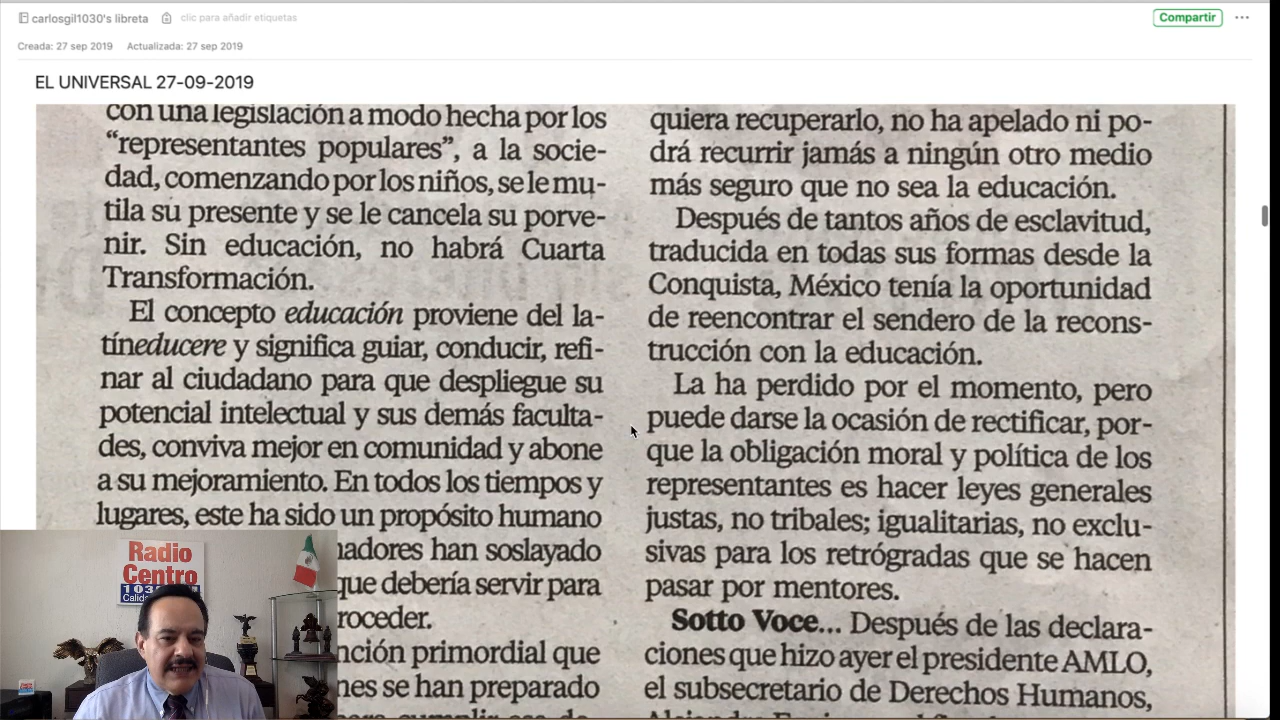 carlosgil1030's libreta
clic para añadir etiquetas
Compartir
Creada: 27 sep 2019 Actualizada: 27 sep 2019
EL UNIVERSAL 27-09-2019
con una legislación a modo hecha por los
“representantes populares”, a la socie-
dad, comenzando por los niños, se le mu-
tila su presente y se le cancela su porve-
nir. Sin educación, no habrá Cuarta
Transformación.
El concepto educación proviene del la-
tíneducere y significa guiar, conducir, refi-
nar al ciudadano para que despliegue su
potencial intelectual y sus demás faculta-
des, conviva mejor en comunidad y abone
a su mejoramiento. En todos los tiempos y
lugares, este ha sido un propósito humano
han soslayado
que debería servir para
primordial que
se han preparado
quiera recuperarlo, no ha apelado ni po-
drá recurrir jamás a ningún otro medio
más seguro que no sea la educación.
Después de tantos años de esclavitud,
traducida en todas sus formas desde la
Conquista, México tenía la oportunidad
de reencontrar el sendero de la recons-
trucción con la educación.
La ha perdido por el momento, pero
puede darse la ocasión de rectificar, por-
que la obligación moral y política de los
representantes es hacer leyes generales
justas, no tribales; igualitarias, no exclu-
sivas para los retrógradas que se hacen
pasar por mentores.
Sotto Voce... Después de las declara-
ciones que hizo ayer el presidente AMLO,
el subsecretario de Derechos Humanos,
Radio
Centro